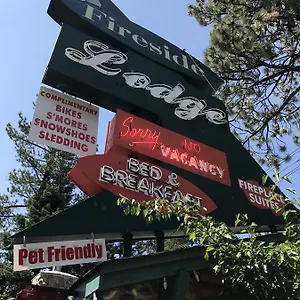 Fireside
Lodge
COMPLIMENTARY
BIKES
S'MORES
SNOWSHOES
SLEDDING
Sorry NO
VACANCY
BED &
BREAKFAST
FIREPLACE
SUITES
Pet Friendly